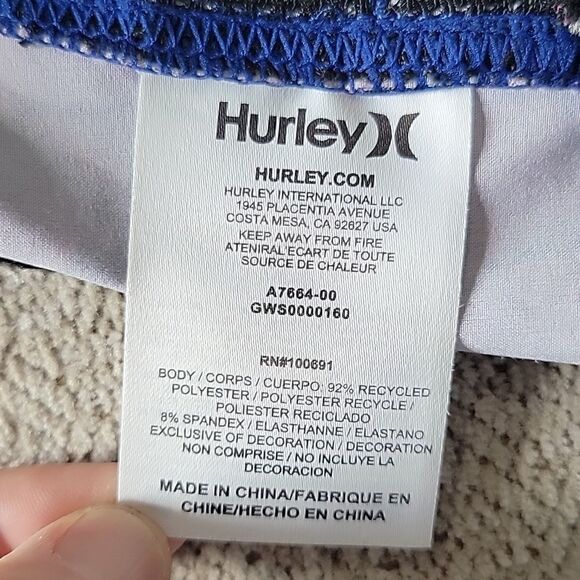 Hurley
HURLEY.COM
HURLEY INTERNATIONAL LLC
1945 PLACENTIA AVENUE
COSTA MESA, CA 92627 USA
KEEP AWAY FROM FIRE
ATENIRAL'ECART DE TOUTE
SOURCE DE CHALEUR
A7664-00
GWS0000160
RN#100691
BODY / CORPS / CUERPO: 92% RECYCLED
POLYESTER / POLYESTER RECYCLE /
POLIESTER RECICLADO
8% SPANDEX / ELASTHANNE / ELASTANO
EXCLUSIVE OF DECORATION / DECORATION
NON COMPRISE / NO INCLUYE LA
DECORACION
MADE IN CHINA/FABRIQUE EN
CHINE/HECHO EN CHINA